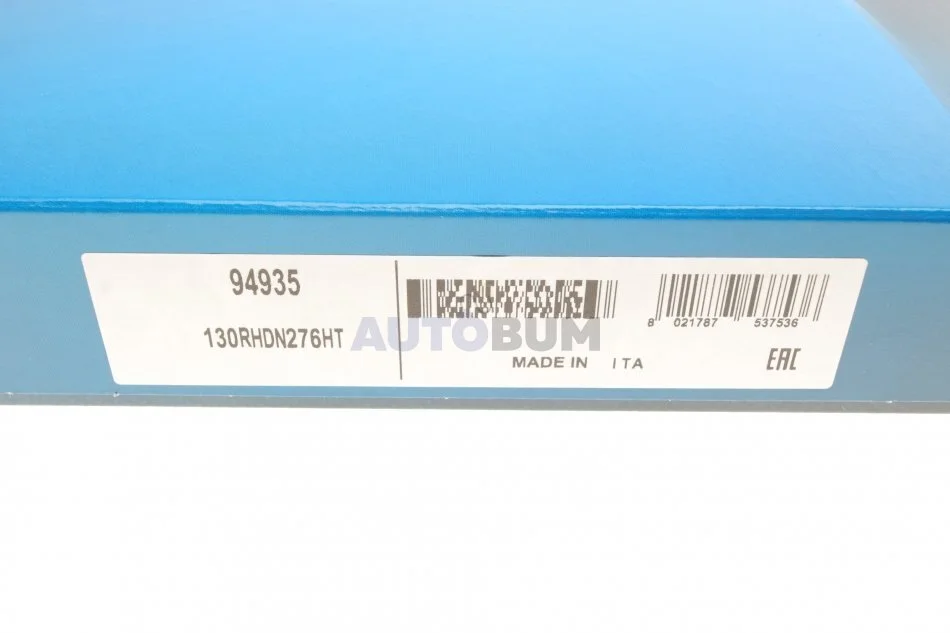 94935
130RHDN276HT
8 021787 537536
MADE IN ITA
EAC
AUTOBUM